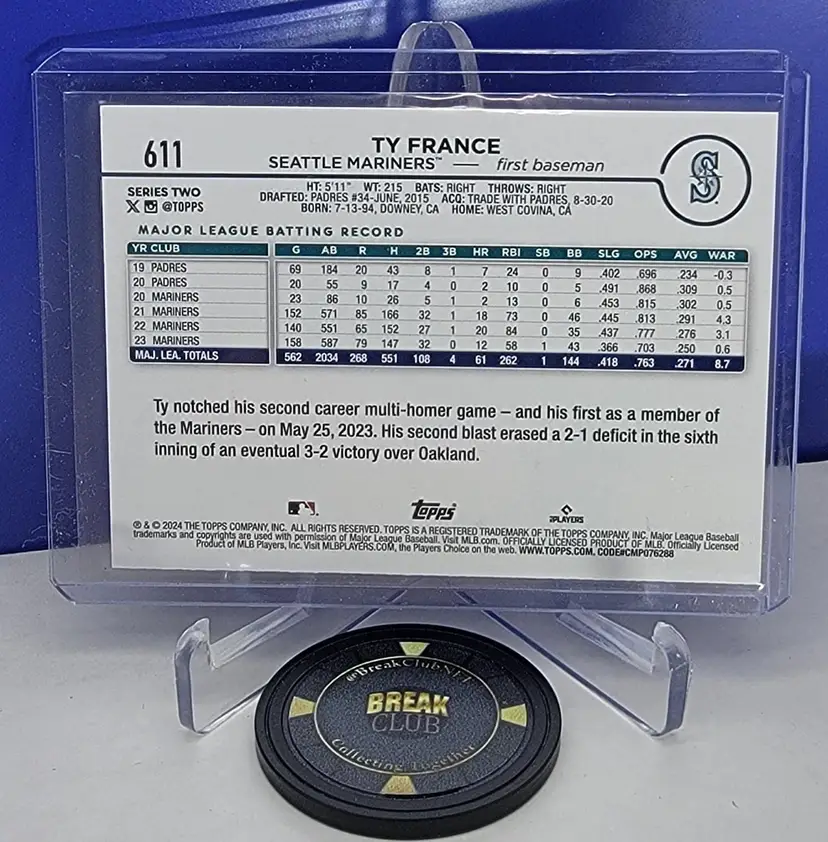 611
TY FRANCE
SEATTLE MARINERS™ — first baseman
S
SERIES TWO
@TOPPS
HT: 5'11" WT: 215 BATS: RIGHT THROWS: RIGHT
DRAFTED: PADRES #34-JUNE, 2015 ACQ: TRADE WITH PADRES, 8-30-20
BORN: 7-13-94, DOWNEY, CA HOME: WEST COVINA, CA
MAJOR LEAGUE BATTING RECORD
YR CLUB G AB R H 2B 3B HR RBI SB BB SLG OPS AVG WAR
19 PADRES 69 184 20 43 8 1 7 24 0 9 .402 .696 .234 -0.3
20 PADRES 20 55 9 17 4 0 2 10 0 5 .491 .868 .309 0.5
20 MARINERS 23 86 10 26 5 1 2 13 0 6 .453 .815 .302 0.5
21 MARINERS 152 571 85 166 32 1 18 73 0 46 .445 .813 .291 4.3
22 MARINERS 140 551 65 152 27 1 20 84 0 35 .437 .777 .276 3.1
23 MARINERS 158 587 79 147 32 0 12 58 1 43 .366 .703 .250 0.6
MAJ. LEA. TOTALS 562 2034 268 551 108 4 61 262 1 144 .418 .763 .271 8.7
Ty notched his second career multi-homer game – and his first as a member of
the Mariners – on May 25, 2023. His second blast erased a 2-1 deficit in the sixth
inning of an eventual 3-2 victory over Oakland.
topps
PLAYERS
® & © 2024 THE TOPPS COMPANY, INC. ALL RIGHTS RESERVED. TOPPS IS A REGISTERED TRADEMARK OF THE TOPPS COMPANY, INC. Major League Baseball
trademarks and copyrights are used with permission of Major League Baseball. Visit MLB.com. OFFICIALLY LICENSED PRODUCT OF MLB. Officially Licensed
Product of MLB Players, Inc. Visit MLBPLAYERS.COM, the Players Choice on the web. WWW.TOPPS.COM. CODE#CMP076288
@BreakClubNFT
BREAK
CLUB
Collecting Together